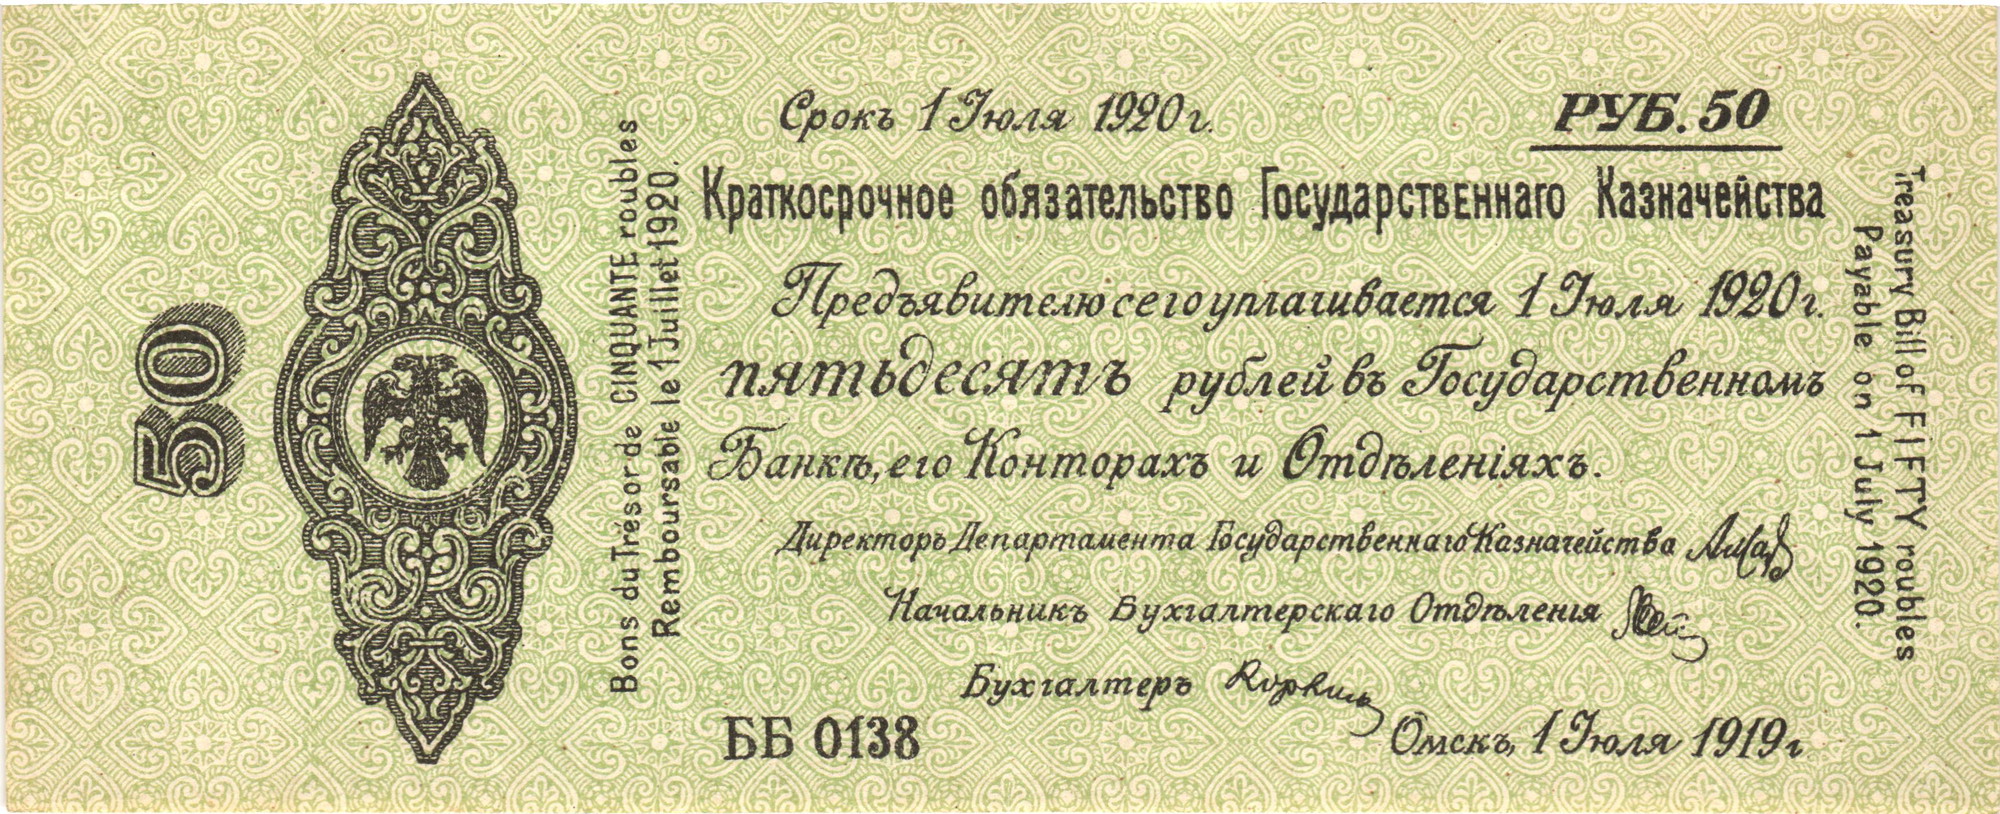 50
Bons du Trésor de CINQUANTE roubles
Remboursable le 1 Juillet 1920.
Срокъ 1 Іюля 1920 г.
РУБ. 50
Краткосрочное обязательство Государственнаго Казначейства
Предъявителю сего уплачивается 1 Іюля 1920 г.
пятьдесятъ рублей въ Государственномъ
Банкѣ, его Конторахъ и Отдѣленіяхъ.
Директоръ Департамента Государственнаго Казначейства
Начальникъ Бухгалтерскаго Отдѣленія
Бухгалтеръ
ББ 0138
Омскъ, 1 Іюля 1919 г.
Treasury Bill of FIFTY roubles
Payable on 1 July 1920.